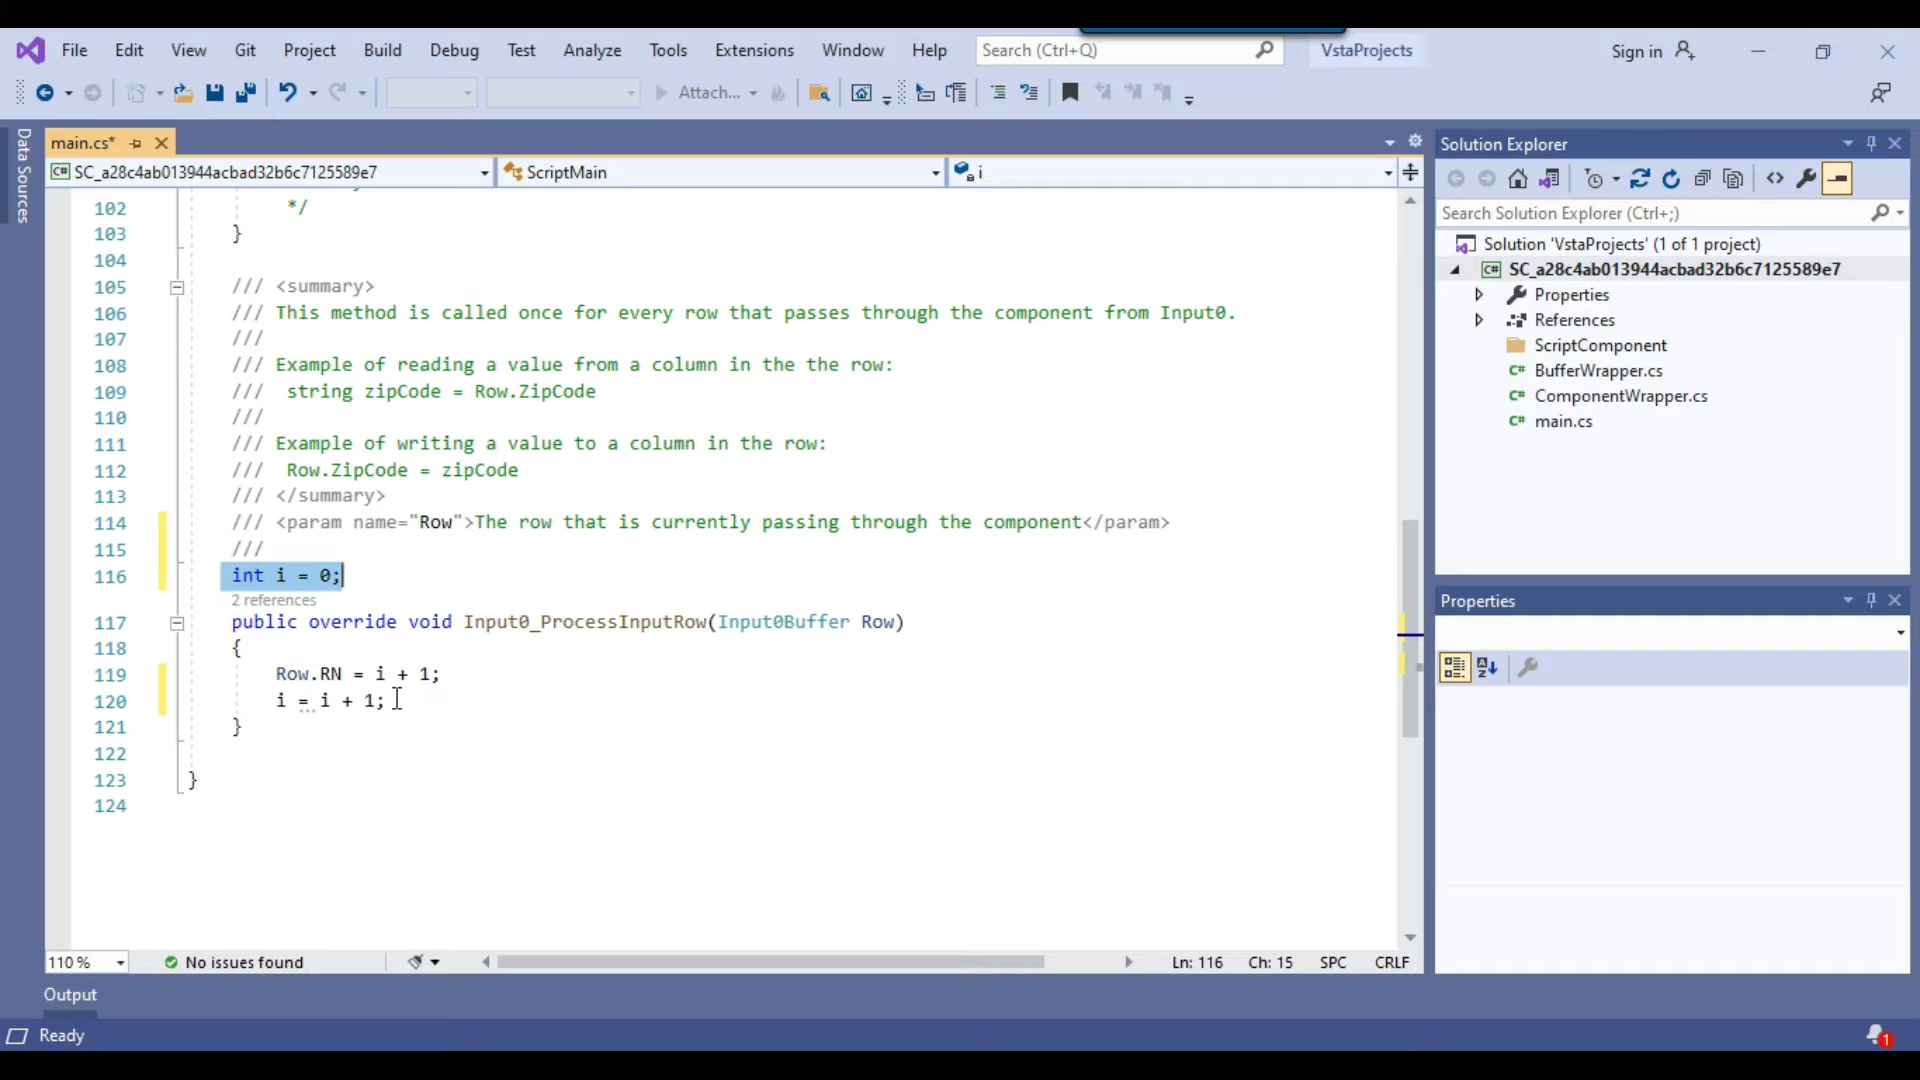 File Edit View Git Project Build Debug Test Analyze Tools Extensions Window Help Search (Ctrl+Q) VstaProjects Sign in
Attach...
Data Sources
main.cs*
C# SC_a28c4ab013944acbad32b6c7125589e7 ScriptMain i
102 */
103 }
104
105 /// <summary>
106 /// This method is called once for every row that passes through the component from Input0.
107 ///
108 /// Example of reading a value from a column in the the row:
109 /// string zipCode = Row.ZipCode
110 ///
111 /// Example of writing a value to a column in the row:
112 /// Row.ZipCode = zipCode
113 /// </summary>
114 /// <param name="Row">The row that is currently passing through the component</param>
115 ///
116 int i = 0;
2 references
117 public override void Input0_ProcessInputRow(Input0Buffer Row)
118 {
119 Row.RN = i + 1;
120 i = i + 1;
121 }
122
123 }
124
110 % No issues found Ln: 116 Ch: 15 SPC CRLF
Output
Ready
Solution Explorer
Search Solution Explorer (Ctrl+;)
Solution 'VstaProjects' (1 of 1 project)
C# SC_a28c4ab013944acbad32b6c7125589e7
Properties
References
ScriptComponent
C# BufferWrapper.cs
C# ComponentWrapper.cs
C# main.cs
Properties
1